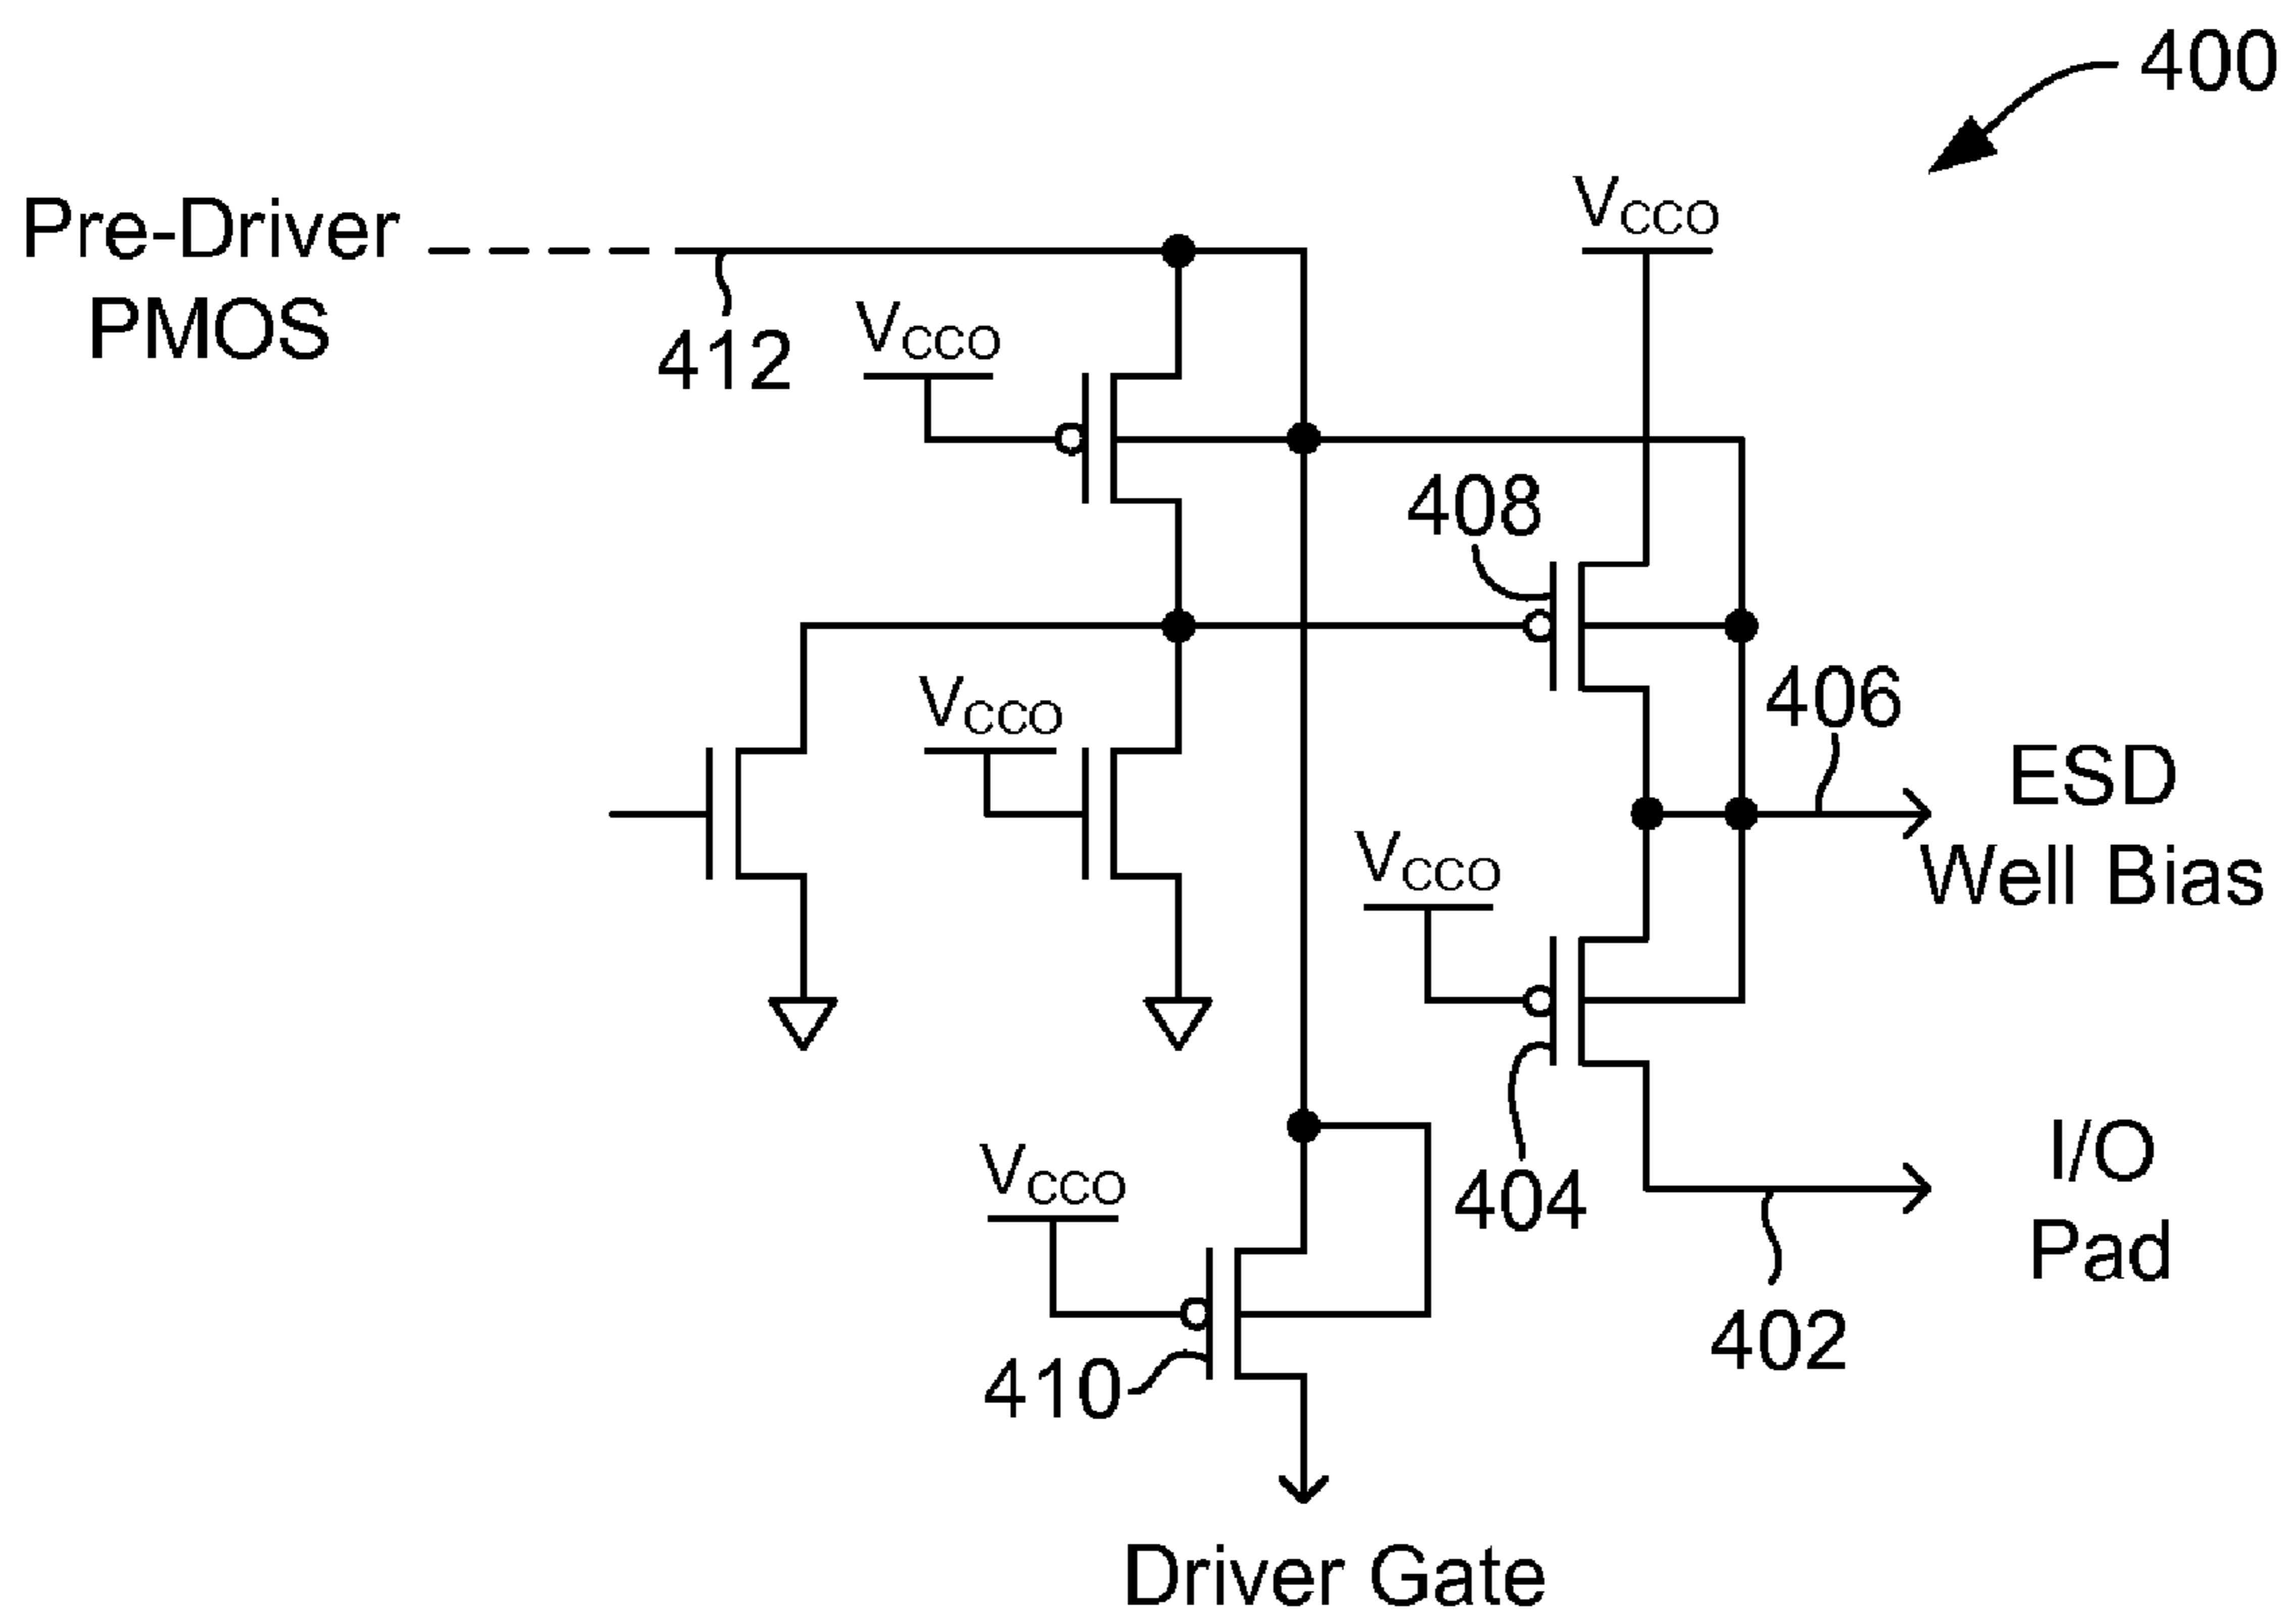 400
Pre-Driver
PMOS
412
VCCO
VCCO
408
VCCO
406
ESD
Well Bias
VCCO
404
I/O
Pad
402
VCCO
410
Driver Gate